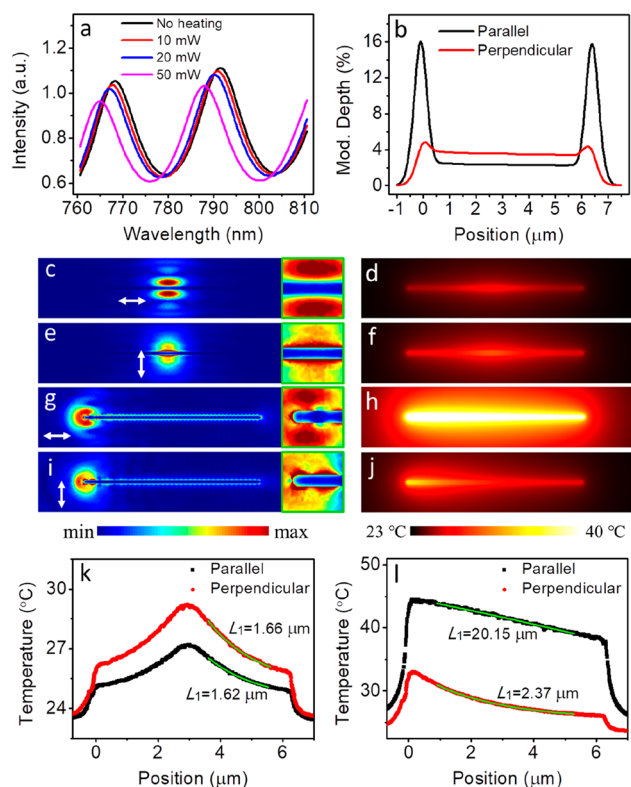 a
No heating
10 mW
20 mW
50 mW
Intensity (a.u.)
1.2
1.0
0.8
0.6
760 770 780 790 800 810
Wavelength (nm)
b
Parallel
Perpendicular
Mod. Depth (%)
16
12
8
4
0
-1 0 1 2 3 4 5 6 7
Position (μm)
c
d
e
f
g
h
i
j
min max
23 °C 40 °C
k
Parallel
Perpendicular
Temperature (°C)
30
27
24
L1=1.66 μm
L1=1.62 μm
0 2 4 6
Position (μm)
l
Parallel
Perpendicular
Temperature (°C)
50
45
40
35
30
25
L1=20.15 μm
L1=2.37 μm
0 2 4 6
Position (μm)